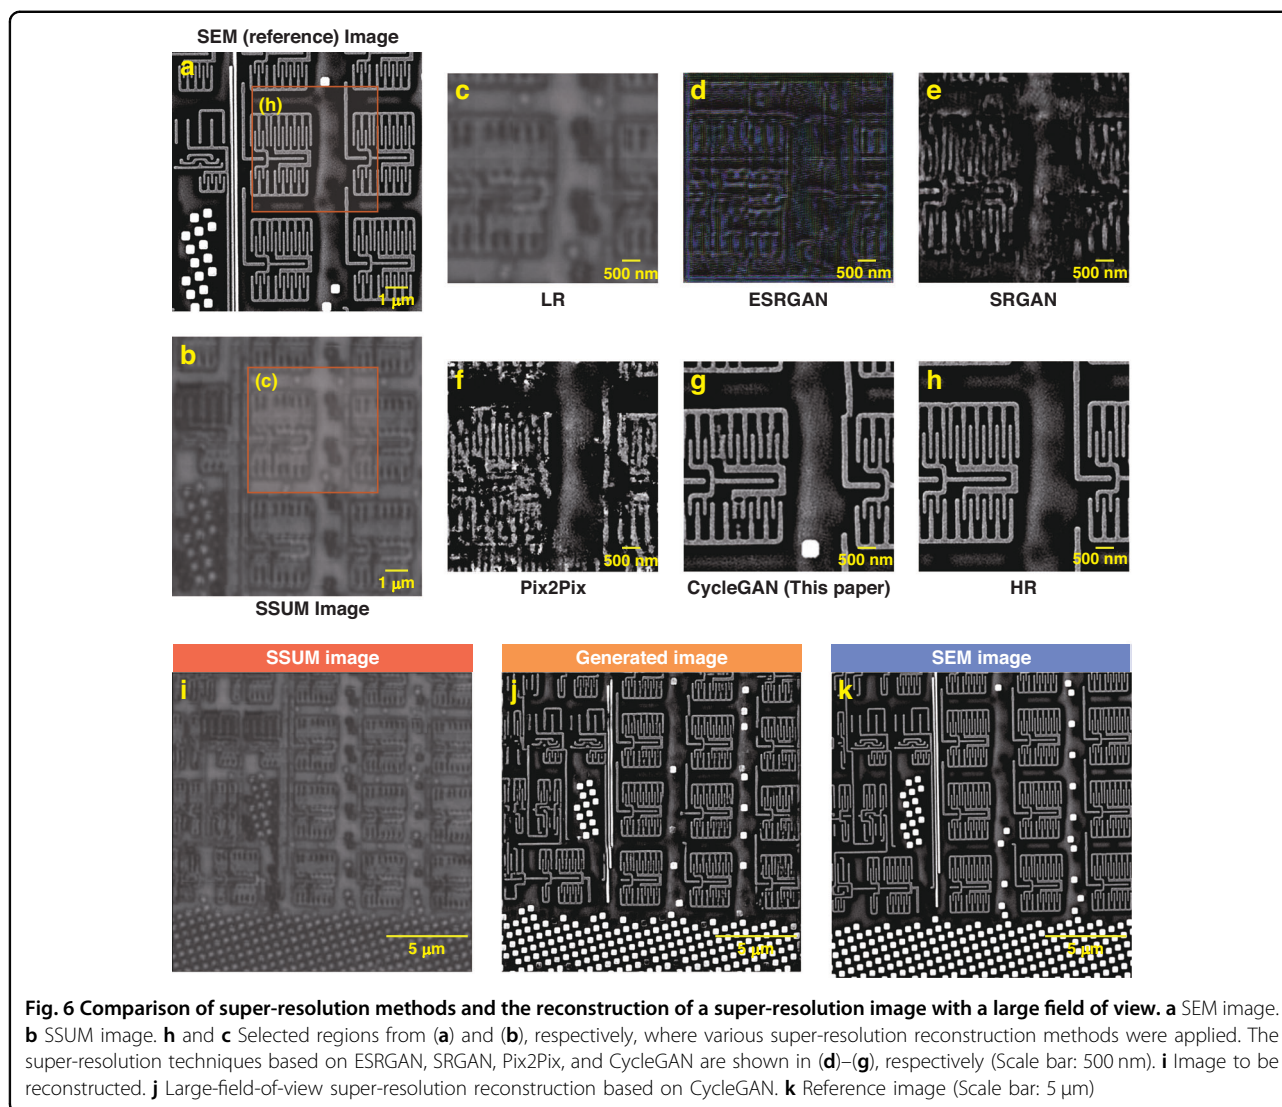 SEM (reference) Image
a
(h)
1 µm
c
500 nm
LR
d
500 nm
ESRGAN
e
500 nm
SRGAN
b
(c)
1 µm
SSUM Image
f
500 nm
Pix2Pix
g
500 nm
CycleGAN (This paper)
h
500 nm
HR
SSUM image
i
5 µm
Generated image
j
5 µm
SEM image
k
5 µm
Fig. 6 Comparison of super-resolution methods and the reconstruction of a super-resolution image with a large field of view. a SEM image.
b SSUM image. h and c Selected regions from (a) and (b), respectively, where various super-resolution reconstruction methods were applied. The
super-resolution techniques based on ESRGAN, SRGAN, Pix2Pix, and CycleGAN are shown in (d)–(g), respectively (Scale bar: 500 nm). i Image to be
reconstructed. j Large-field-of-view super-resolution reconstruction based on CycleGAN. k Reference image (Scale bar: 5 µm)